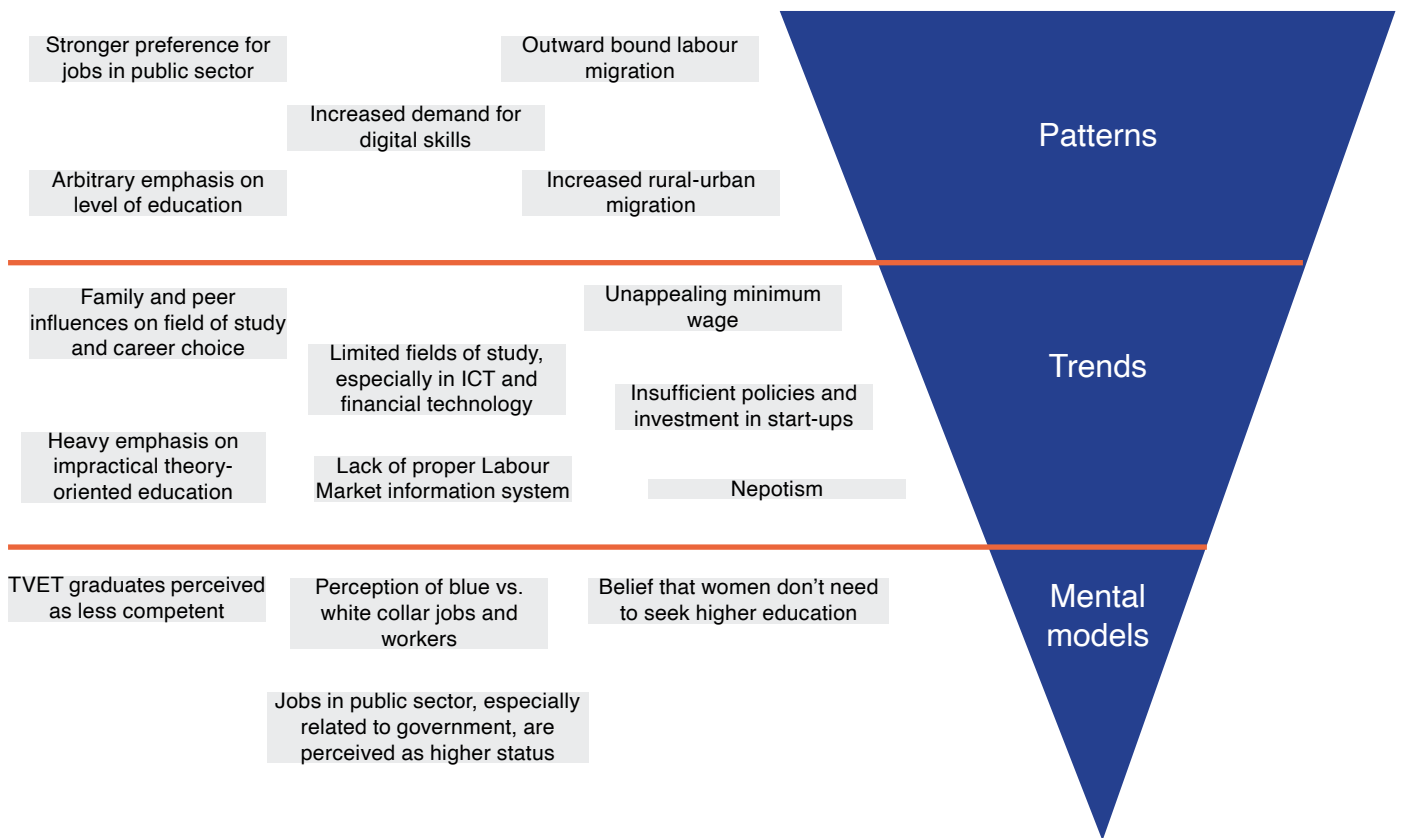 Stronger preference for
jobs in public sector
Outward bound labour
migration
Increased demand for
digital skills
Arbitrary emphasis on
level of education
Increased rural-urban
migration
Patterns
Family and peer
influences on field of study
and career choice
Unappealing minimum
wage
Limited fields of study,
especially in ICT and
financial technology
Insufficient policies and
investment in start-ups
Heavy emphasis on
impractical theory-
oriented education
Lack of proper Labour
Market information system
Nepotism
Trends
TVET graduates perceived
as less competent
Perception of blue vs.
white collar jobs and
workers
Belief that women don’t need
to seek higher education
Jobs in public sector, especially
related to government, are
perceived as higher status
Mental
models